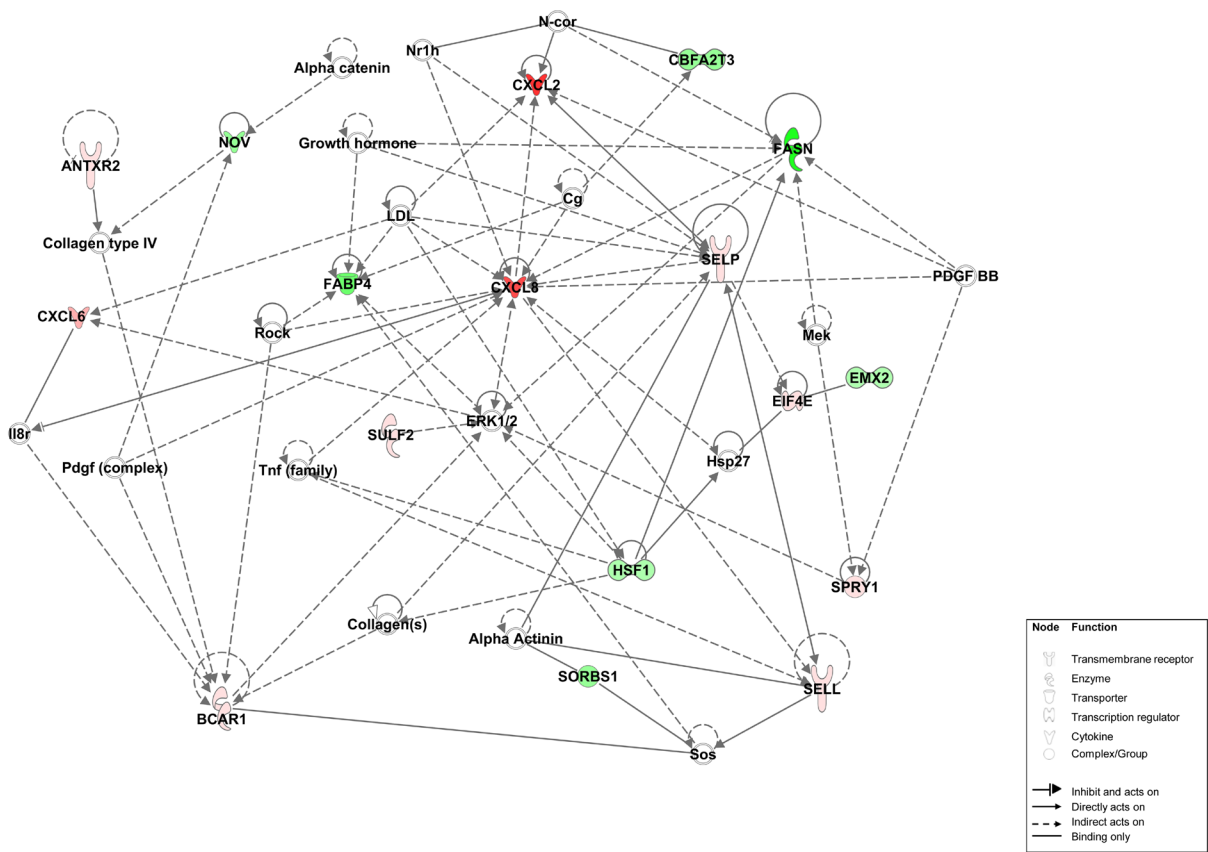 N-cor
Nr1h
CBFA2T3
Alpha catenin
CXCL2
NOV
Growth hormone
FASN
ANTXR2
Cg
LDL
Collagen type IV
SELP
PDGF BB
FABP4
CXCL8
CXCL6
Rock
Mek
EMX2
EIF4E
ERK1/2
Il8r
SULF2
Hsp27
Pdgf (complex)
Tnf (family)
HSF1
SPRY1
Collagen(s)
Alpha Actinin
SORBS1
SELL
BCAR1
Sos
Node Function
Transmembrane receptor
Enzyme
Transporter
Transcription regulator
Cytokine
Complex/Group
Inhibit and acts on
Directly acts on
Indirect acts on
Binding only